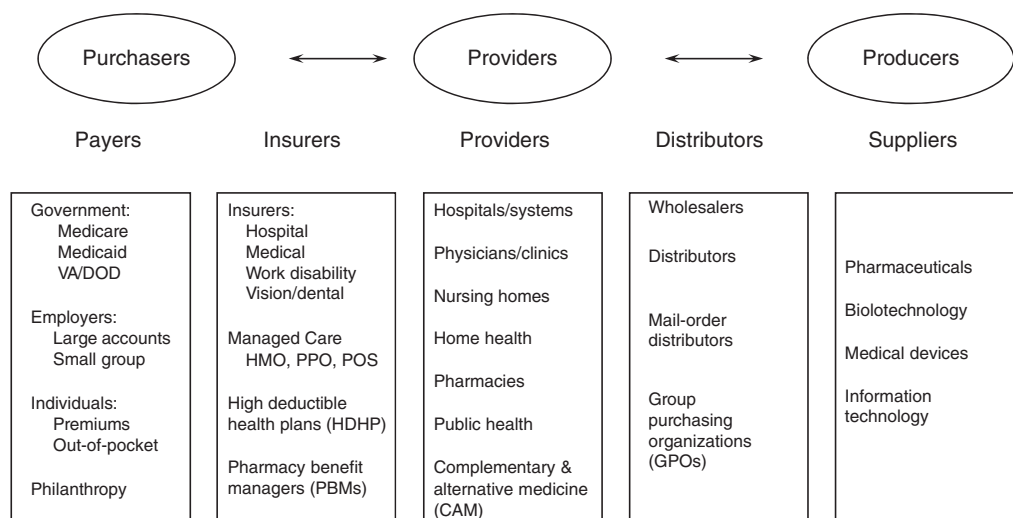 Purchasers
Providers
Producers
Payers
Insurers
Providers
Distributors
Suppliers
Government:
Medicare
Medicaid
VA/DOD
Employers:
Large accounts
Small group
Individuals:
Premiums
Out-of-pocket
Philanthropy
Insurers:
Hospital
Medical
Work disability
Vision/dental
Managed Care
HMO, PPO, POS
High deductible
health plans (HDHP)
Pharmacy benefit
managers (PBMs)
Hospitals/systems
Physicians/clinics
Nursing homes
Home health
Pharmacies
Public health
Complementary &
alternative medicine
(CAM)
Wholesalers
Distributors
Mail-order
distributors
Group
purchasing
organizations
(GPOs)
Pharmaceuticals
Biolotechnology
Medical devices
Information
technology